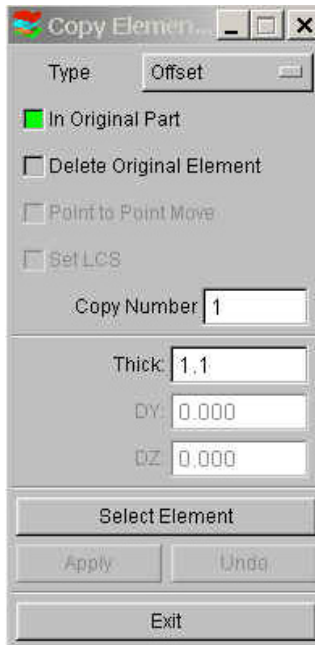 Copy Elemen...
Type Offset
In Original Part
Delete Original Element
Point to Point Move
Set LCS
Copy Number 1
Thick: 1.1
DY: 0.000
DZ: 0.000
Select Element
Apply Undo
Exit